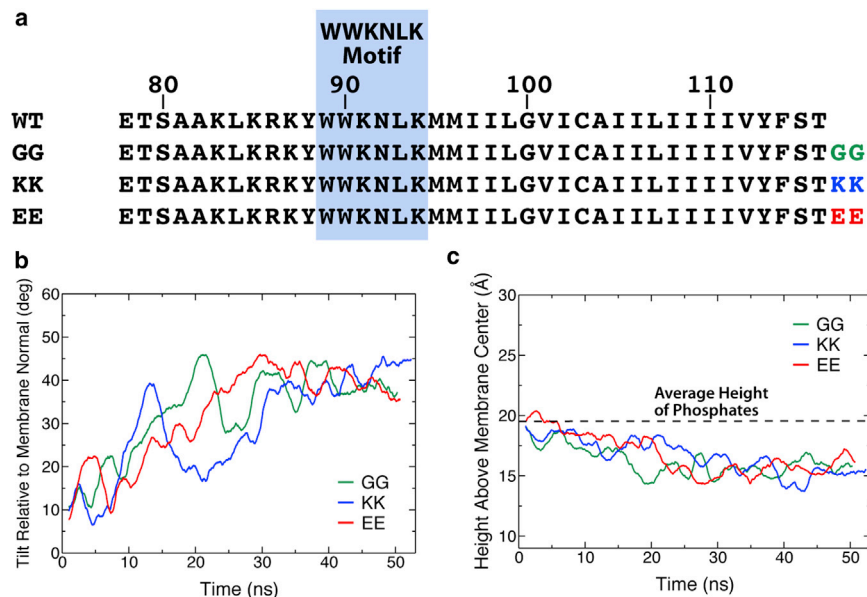 a
WWKNLK
Motif
80 90 100 110
WT ETSAAKLKRKYWWKNLKMMIILGVICAIILIIIIVYFST
GG ETSAAKLKRKYWWKNLKMMIILGVICAIILIIIIVYFSTGG
KK ETSAAKLKRKYWWKNLKMMIILGVICAIILIIIIVYFSTKK
EE ETSAAKLKRKYWWKNLKMMIILGVICAIILIIIIVYFSTEE
b
Tilt Relative to Membrane Normal (deg)
60
50
40
30
20
10
0
GG
KK
EE
0 10 20 30 40 50
Time (ns)
c
Height Above Membrane Center (Å)
30
25
20
15
10
GG
KK
EE
Average Height
of Phosphates
0 10 20 30 40 50
Time (ns)